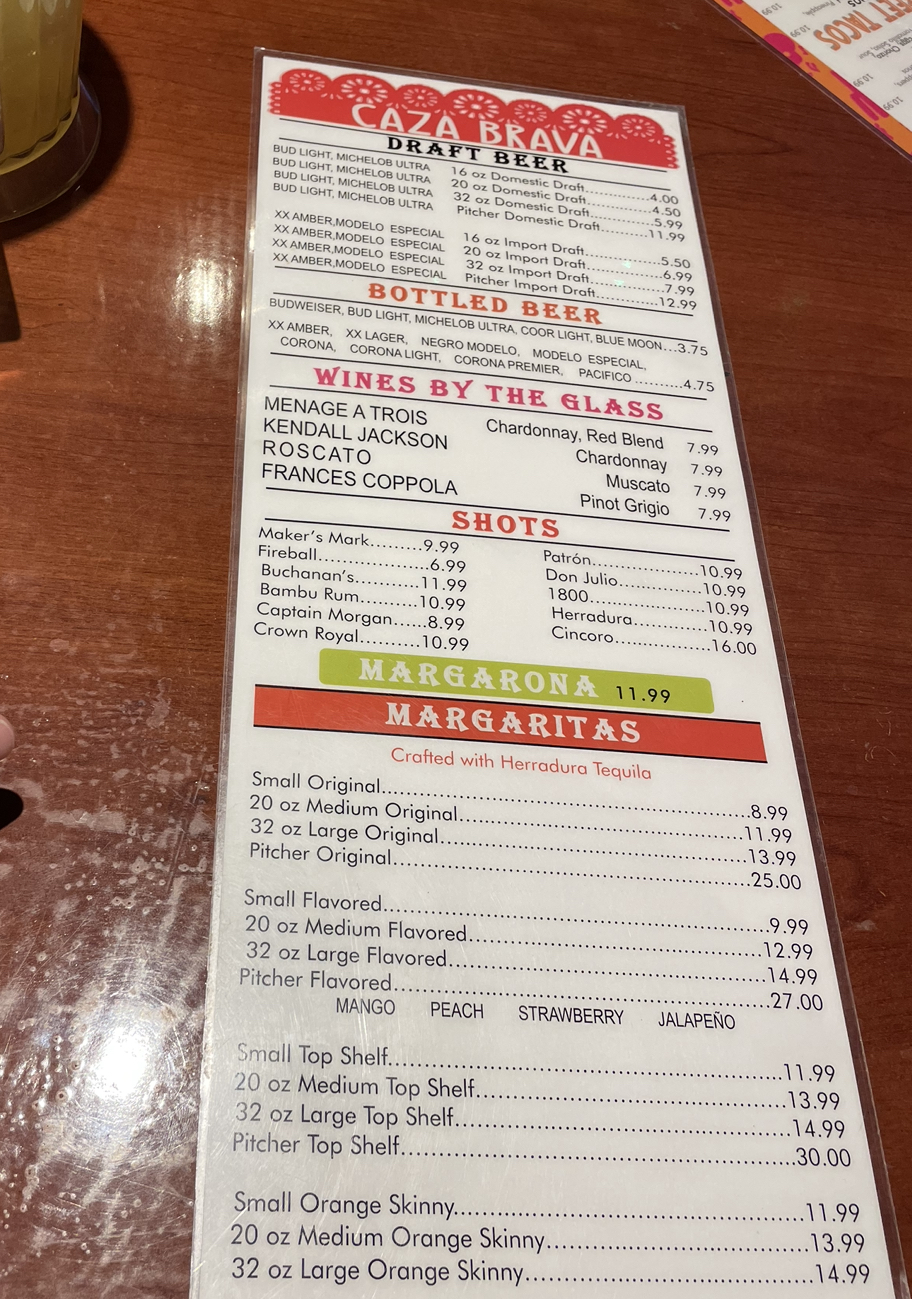 CAZA BRAVA
DRAFT BEER
BUD LIGHT, MICHELOB ULTRA 16 oz Domestic Draft..........4.00
BUD LIGHT, MICHELOB ULTRA 20 oz Domestic Draft..........4.50
BUD LIGHT, MICHELOB ULTRA 32 oz Domestic Draft..........5.99
BUD LIGHT, MICHELOB ULTRA Pitcher Domestic Draft........11.99
XX AMBER,MODELO ESPECIAL 16 oz Import Draft..............5.50
XX AMBER,MODELO ESPECIAL 20 oz Import Draft..............6.99
XX AMBER,MODELO ESPECIAL 32 oz Import Draft..............7.99
XX AMBER,MODELO ESPECIAL Pitcher Import Draft............12.99
BOTTLED BEER
BUDWEISER, BUD LIGHT, MICHELOB ULTRA, COOR LIGHT, BLUE MOON...3.75
XX AMBER, XX LAGER, NEGRO MODELO, MODELO ESPECIAL,
CORONA, CORONA LIGHT, CORONA PREMIER, PACIFICO ..........4.75
WINES BY THE GLASS
MENAGE A TROIS Chardonnay, Red Blend 7.99
KENDALL JACKSON Chardonnay 7.99
ROSCATO Muscato 7.99
FRANCES COPPOLA Pinot Grigio 7.99
SHOTS
Maker's Mark.........9.99 Patrón..................10.99
Fireball...................6.99 Don Julio..............10.99
Buchanan's...........11.99 1800....................10.99
Bambu Rum..........10.99 Herradura............10.99
Captain Morgan......8.99 Cincoro................16.00
Crown Royal..........10.99
MARGARONA 11.99
MARGARITAS
Crafted with Herradura Tequila
Small Original......................................................8.99
20 oz Medium Original..........................................11.99
32 oz Large Original.............................................13.99
Pitcher Original....................................................25.00
Small Flavored......................................................9.99
20 oz Medium Flavored..........................................12.99
32 oz Large Flavored.............................................14.99
Pitcher Flavored....................................................27.00
MANGO PEACH STRAWBERRY JALAPEÑO
Small Top Shelf.....................................................11.99
20 oz Medium Top Shelf..........................................13.99
32 oz Large Top Shelf.............................................14.99
Pitcher Top Shelf....................................................30.00
Small Orange Skinny...............................................11.99
20 oz Medium Orange Skinny....................................13.99
32 oz Large Orange Skinny.......................................14.99
TACOS
10.99
10.99
10.99